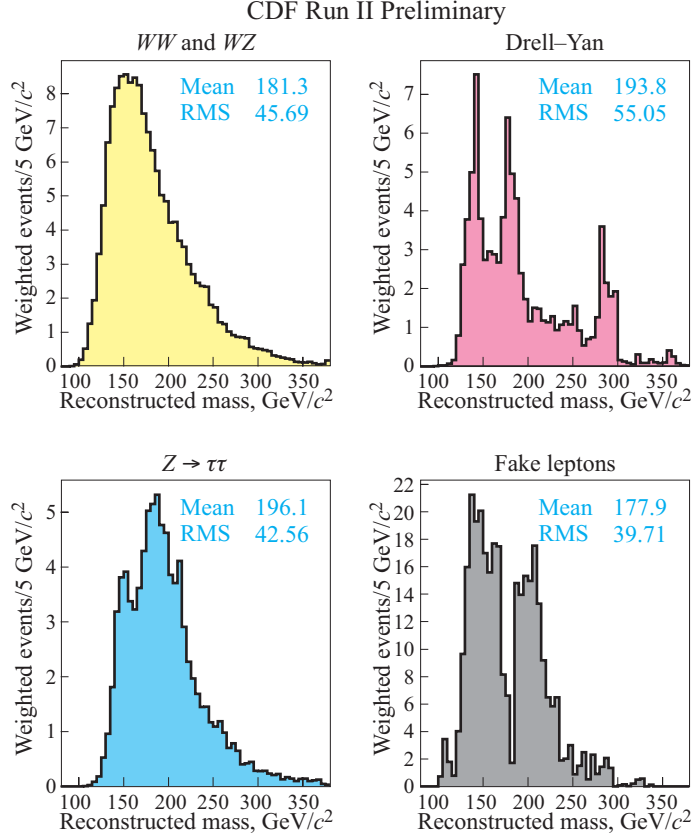 CDF Run II Preliminary
WW and WZ
Mean 181.3
RMS 45.69
Weighted events/5 GeV/c²
8
7
6
5
4
3
2
1
0
100 150 200 250 300 350
Reconstructed mass, GeV/c²
Drell–Yan
Mean 193.8
RMS 55.05
Weighted events/5 GeV/c²
7
6
5
4
3
2
1
0
100 150 200 250 300 350
Reconstructed mass, GeV/c²
Z → ττ
Mean 196.1
RMS 42.56
Weighted events/5 GeV/c²
5
4
3
2
1
0
100 150 200 250 300 350
Reconstructed mass, GeV/c²
Fake leptons
Mean 177.9
RMS 39.71
Weighted events/5 GeV/c²
22
20
18
16
14
12
10
8
6
4
2
0
100 150 200 250 300 350
Reconstructed mass, GeV/c²